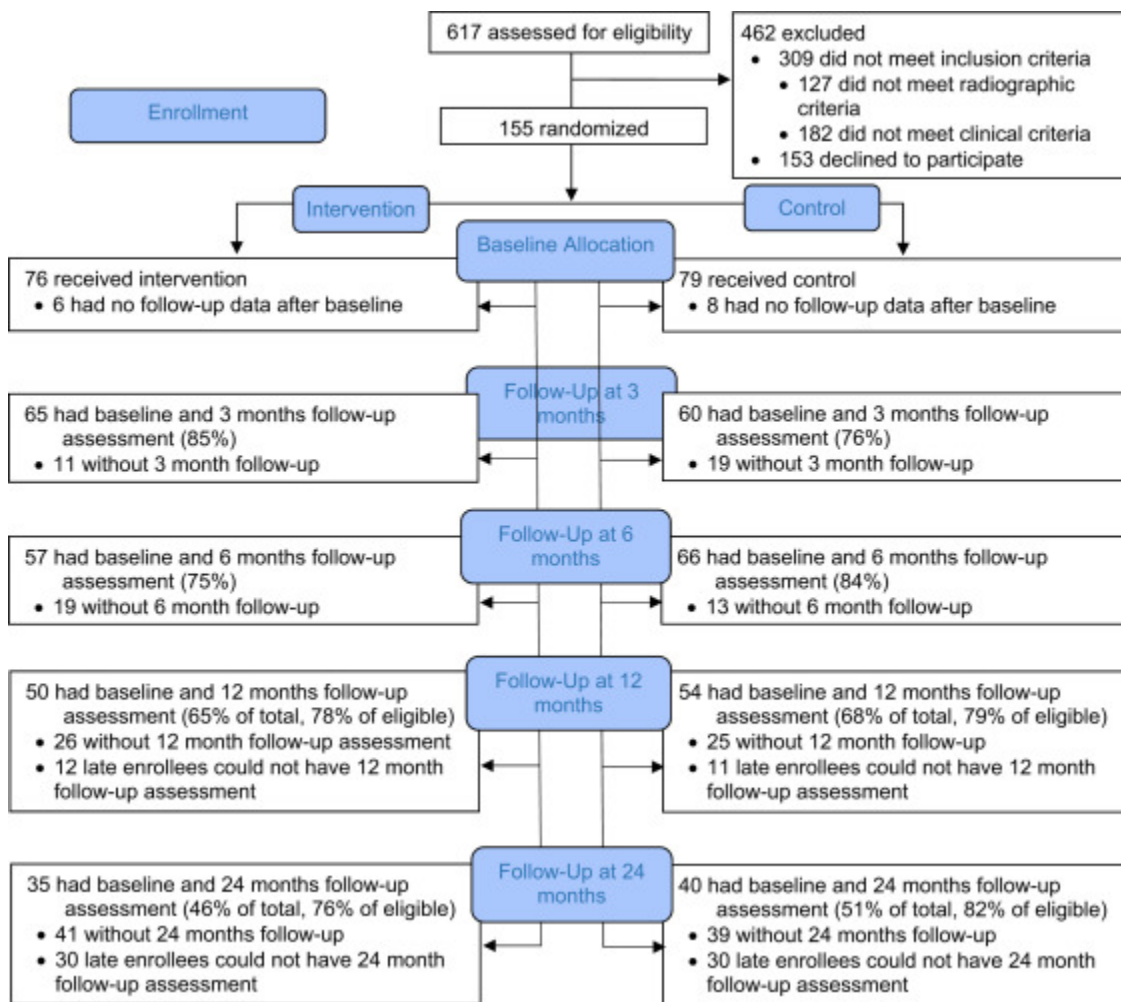 617 assessed for eligibility
462 excluded
• 309 did not meet inclusion criteria
• 127 did not meet radiographic
criteria
• 182 did not meet clinical criteria
• 153 declined to participate
Enrollment
155 randomized
Intervention
Control
Baseline Allocation
76 received intervention
• 6 had no follow-up data after baseline
79 received control
• 8 had no follow-up data after baseline
Follow-Up at 3
months
65 had baseline and 3 months follow-up
assessment (85%)
• 11 without 3 month follow-up
60 had baseline and 3 months follow-up
assessment (76%)
• 19 without 3 month follow-up
Follow-Up at 6
months
57 had baseline and 6 months follow-up
assessment (75%)
• 19 without 6 month follow-up
66 had baseline and 6 months follow-up
assessment (84%)
• 13 without 6 month follow-up
Follow-Up at 12
months
50 had baseline and 12 months follow-up
assessment (65% of total, 78% of eligible)
• 26 without 12 month follow-up assessment
• 12 late enrollees could not have 12 month
follow-up assessment
54 had baseline and 12 months follow-up
assessment (68% of total, 79% of eligible)
• 25 without 12 month follow-up
• 11 late enrollees could not have 12 month
follow-up assessment
Follow-Up at 24
months
35 had baseline and 24 months follow-up
assessment (46% of total, 76% of eligible)
• 41 without 24 months follow-up
• 30 late enrollees could not have 24 month
follow-up assessment
40 had baseline and 24 months follow-up
assessment (51% of total, 82% of eligible)
• 39 without 24 months follow-up
• 30 late enrollees could not have 24 month
follow-up assessment